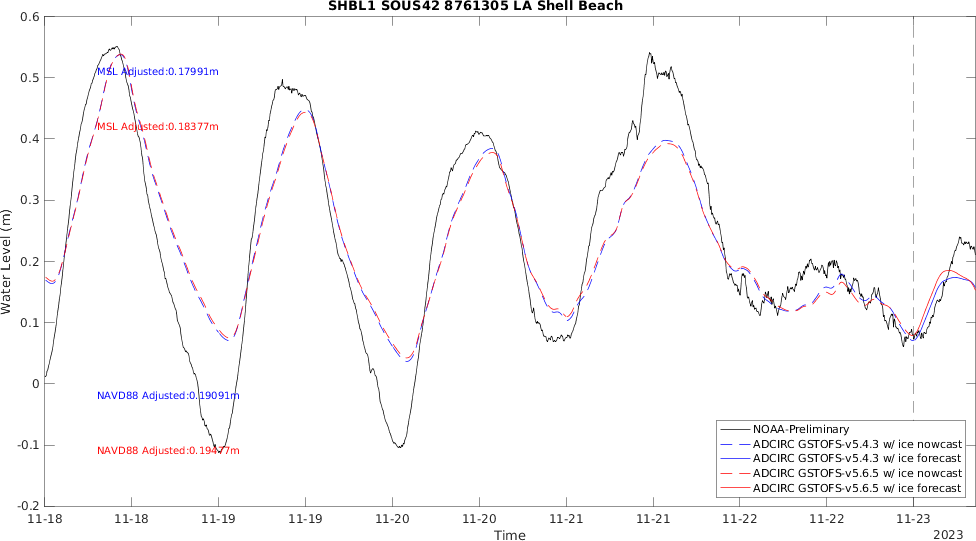 SHBL1 SOUS42 8761305 LA Shell Beach
0.6
0.5
0.4
0.3
0.2
0.1
0
-0.1
-0.2
Water Level (m)
MSL Adjusted:0.17991m
MSL Adjusted:0.18377m
NAVD88 Adjusted:0.19091m
NAVD88 Adjusted:0.19477m
NOAA-Preliminary
ADCIRC GSTOFS-v5.4.3 w/ ice nowcast
ADCIRC GSTOFS-v5.4.3 w/ ice forecast
ADCIRC GSTOFS-v5.6.5 w/ ice nowcast
ADCIRC GSTOFS-v5.6.5 w/ ice forecast
11-18 11-18 11-19 11-19 11-20 11-20 11-21 11-21 11-22 11-22 11-23
Time
2023